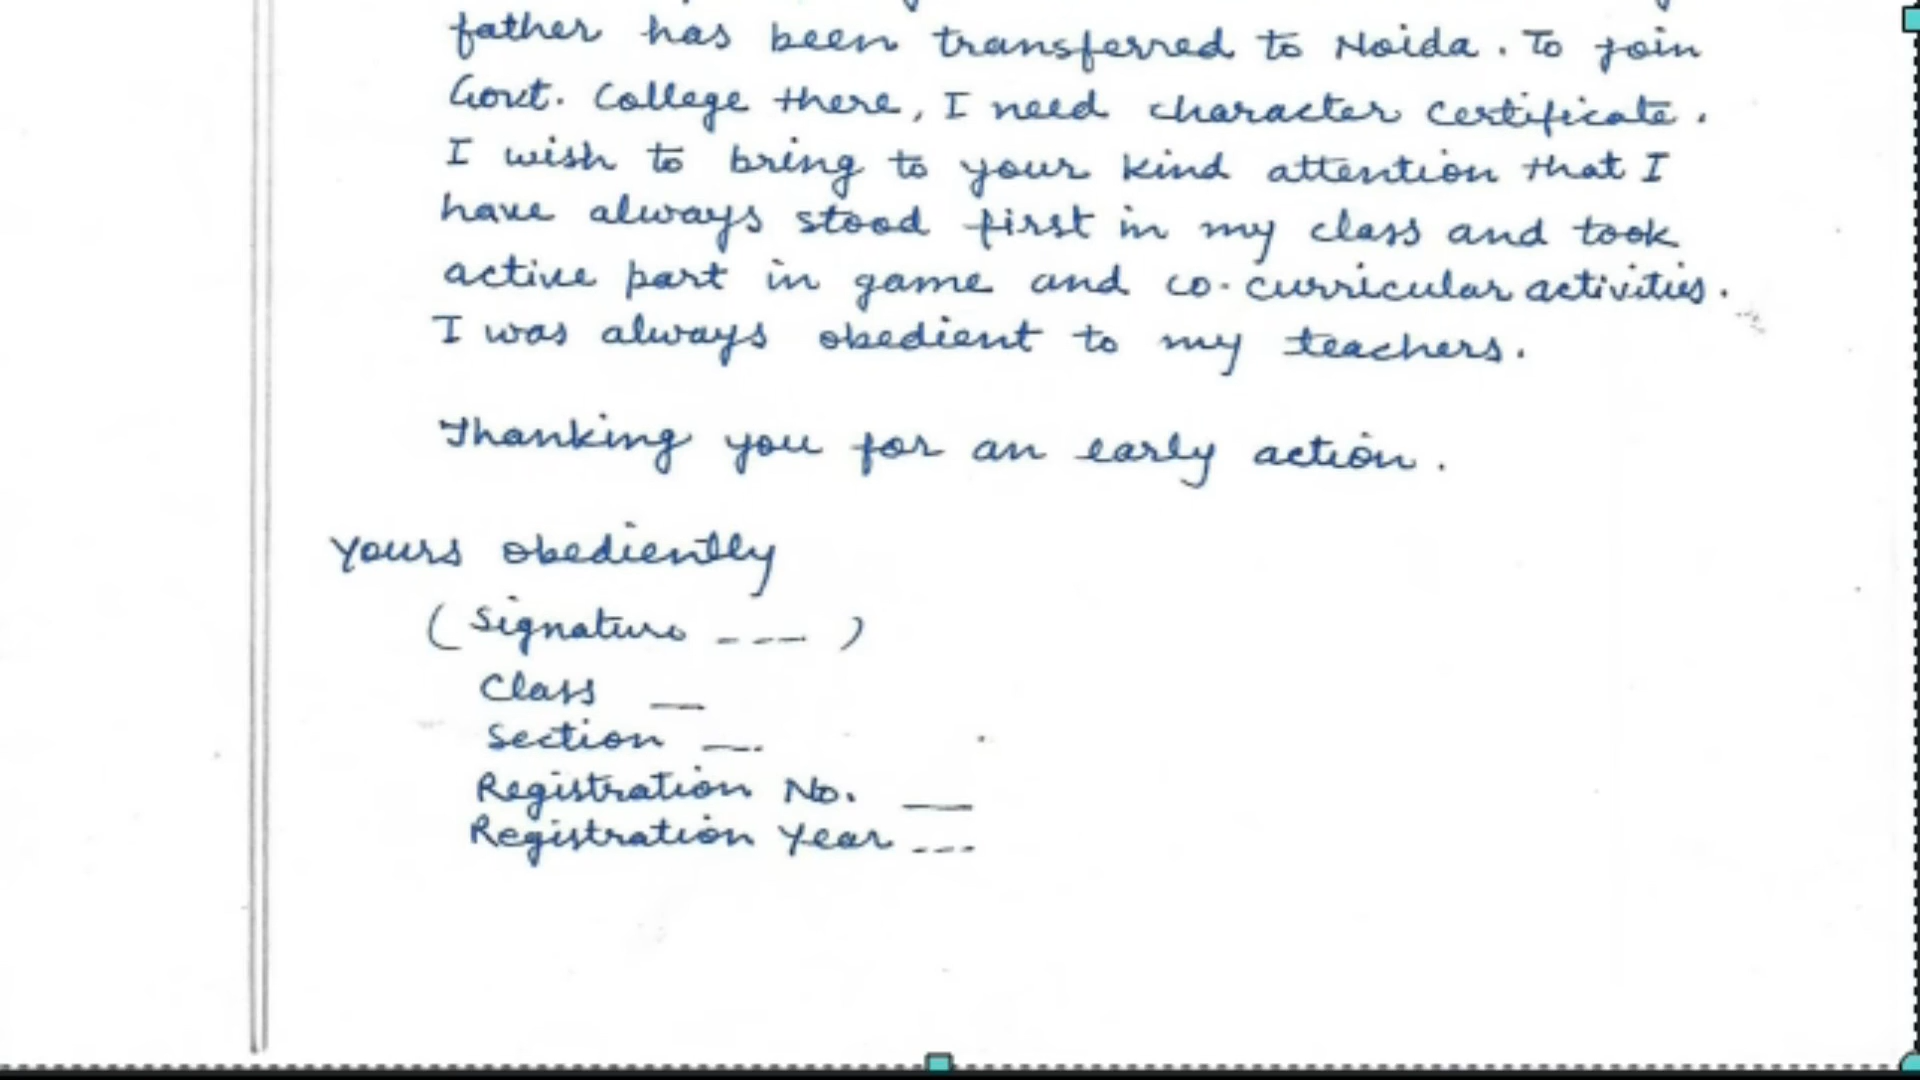 father has been transferred to Noida. To join
Govt. College there, I need character certificate.
I wish to bring to your kind attention that I
have always stood first in my class and took
active part in game and co-curricular activities.
I was always obedient to my teachers.
Thanking you for an early action.
Yours obediently
(Signature --- )
Class __
Section __.
Registration No. __
Registration Year ---